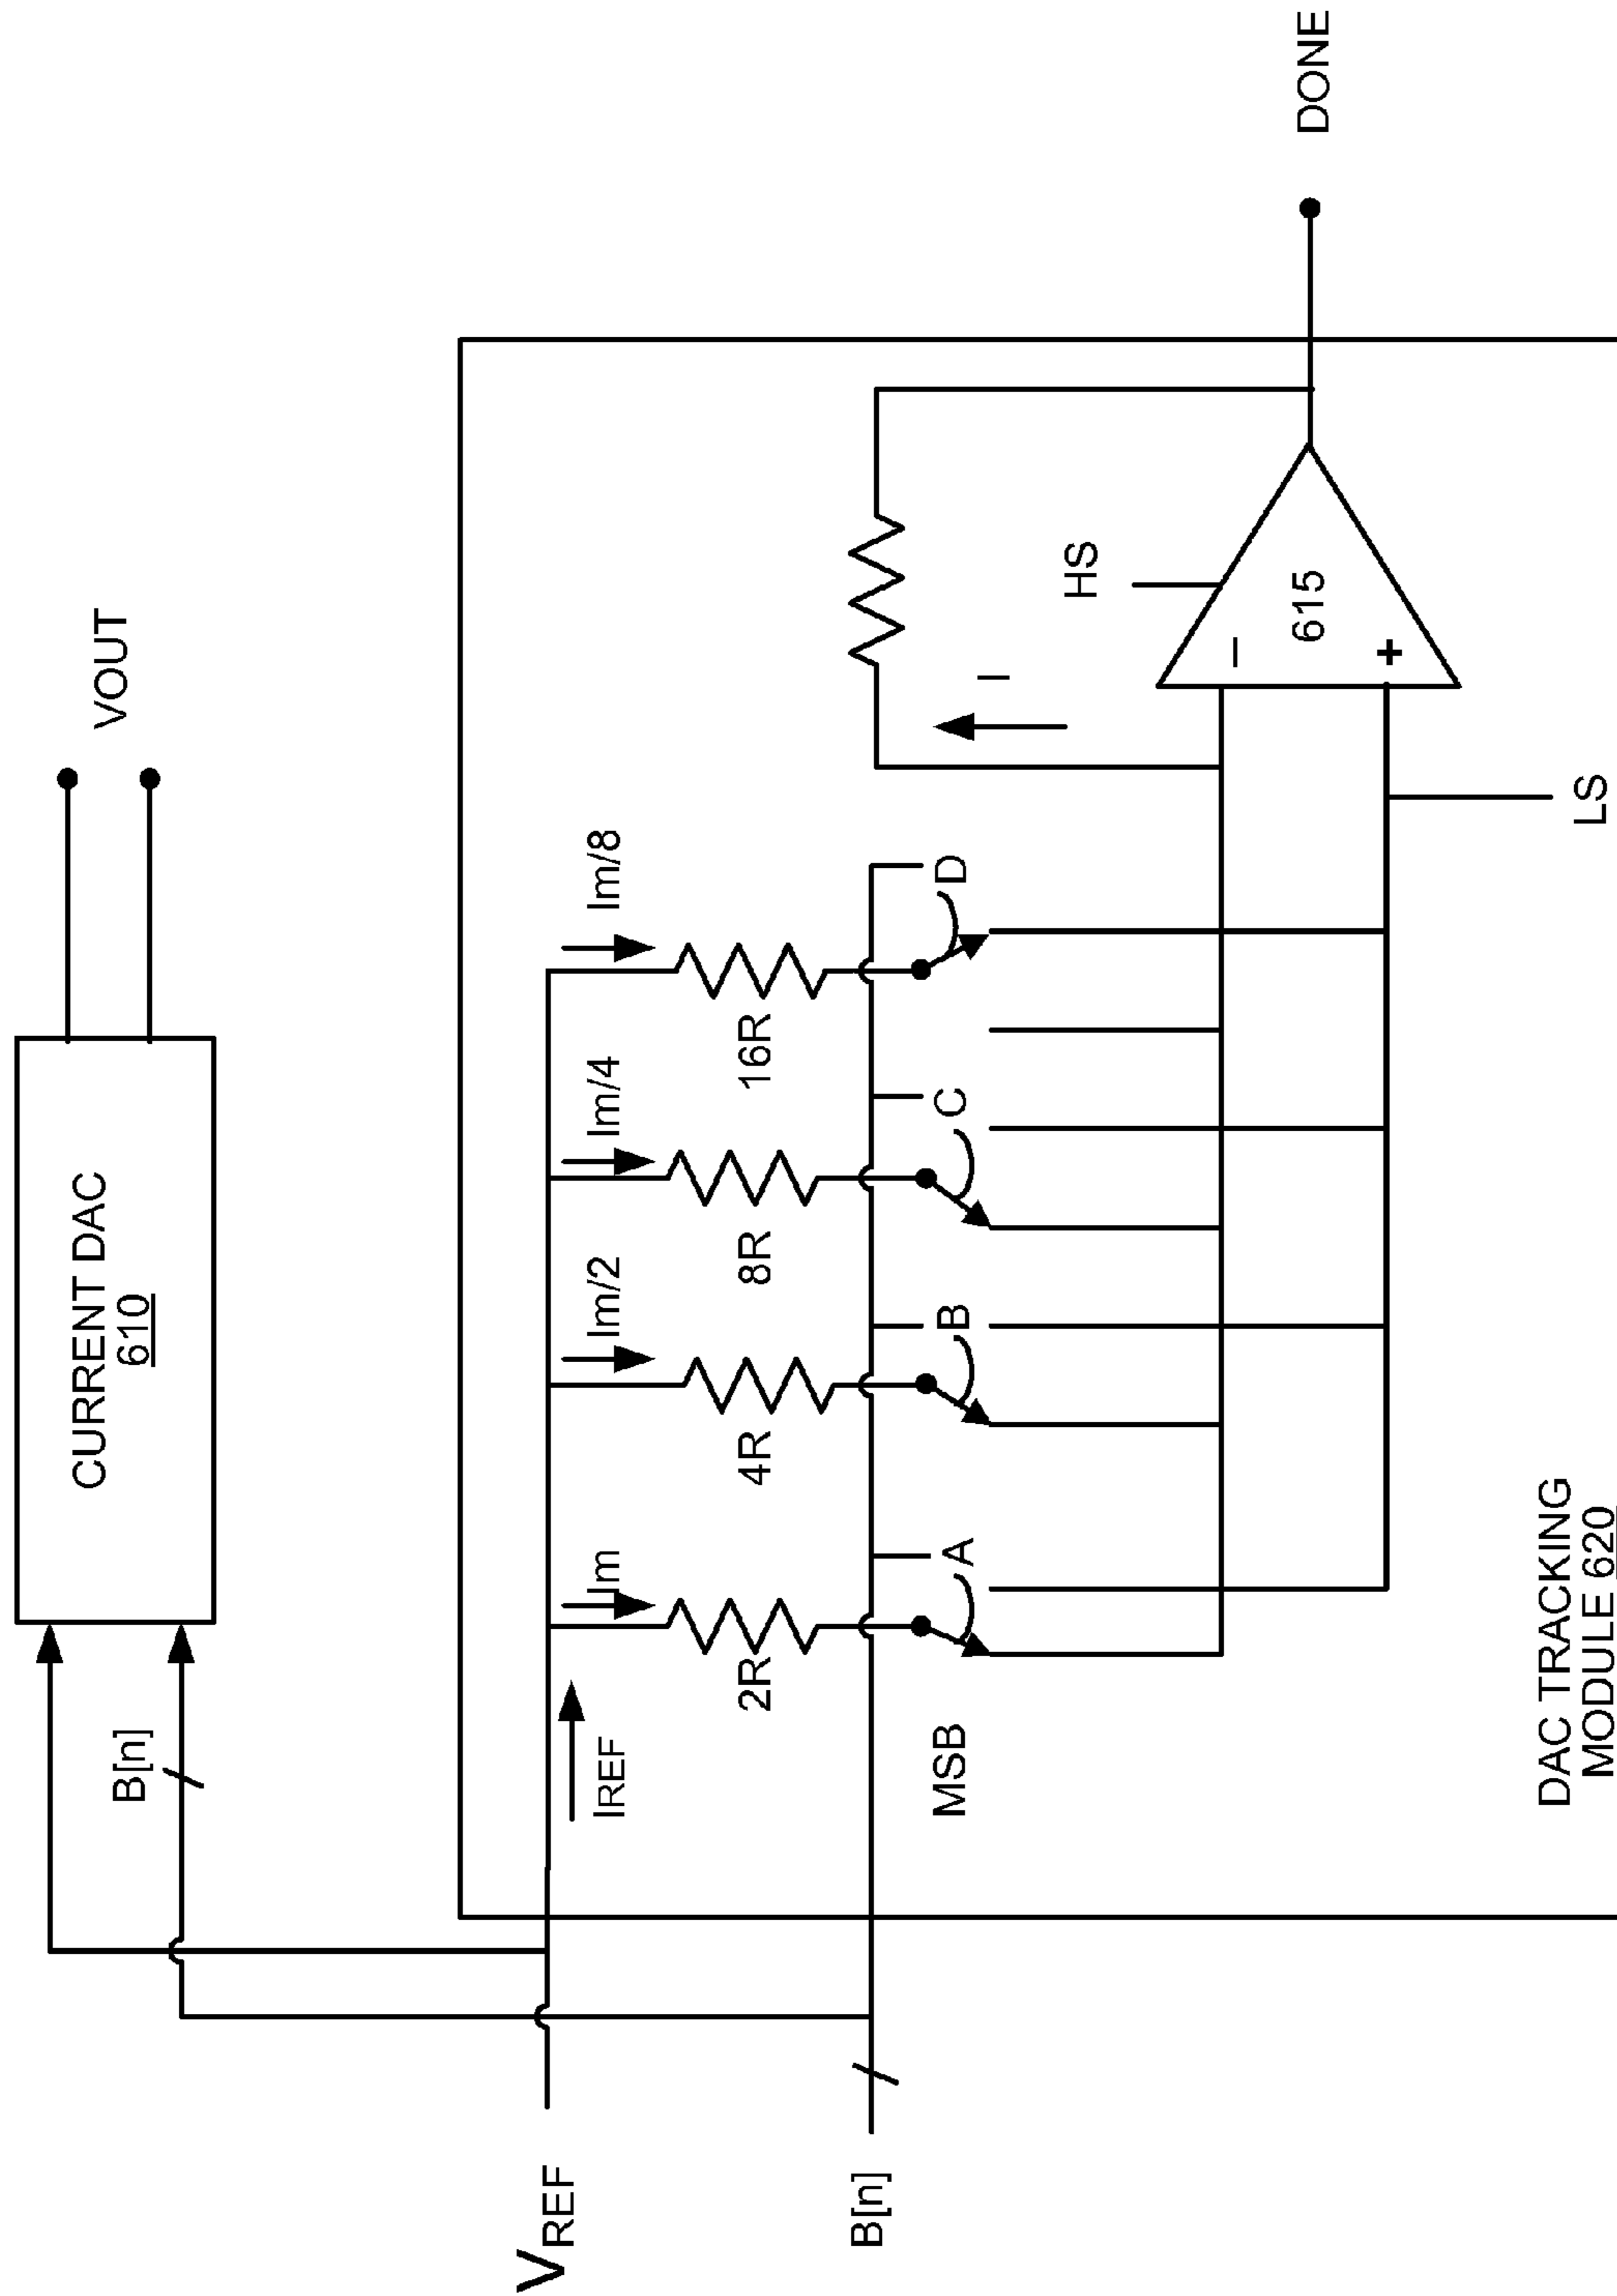 CURRENT DAC
610
VOUT
B[n]
VREF
IREF
Im
Im/2
Im/4
Im/8
2R
4R
8R
16R
B[n]
MSB
A
B
C
D
I
HS
–
615
+
DONE
LS
DAC TRACKING
MODULE 620